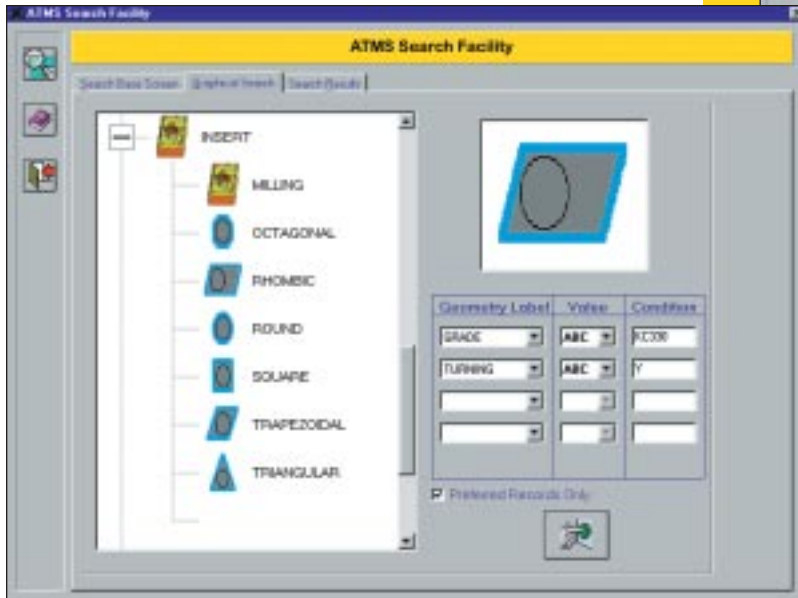 ATMS Search Facility
ATMS Search Facility
Search Base Screen Graphical Search Search Results
INSERT
MILLING
OCTAGONAL
RHOMBIC
ROUND
SQUARE
TRAPEZOIDAL
TRIANGULAR
Geometry Label Value Condition
GRADE ABC
TURNING ABC Y
Preferred Records Only